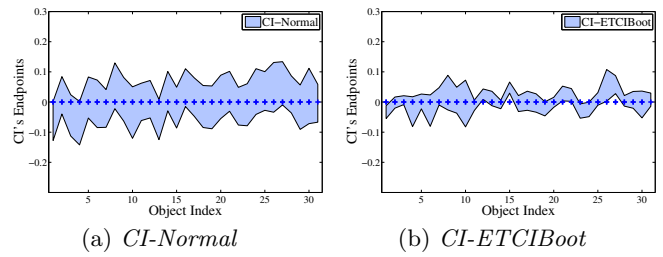 0.3
CI−Normal
0.2
0.1
0
−0.1
−0.2
5 10 15 20 25 30
CI's Endpoints
Object Index
(a) CI-Normal
0.3
CI−ETCIBoot
0.2
0.1
0
−0.1
−0.2
5 10 15 20 25 30
CI's Endpoints
Object Index
(b) CI-ETCIBoot